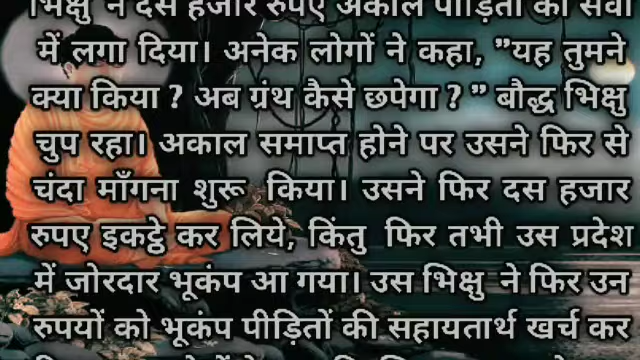 भिक्षु ने दस हजार रुपए अकाल पीड़ितों की सेवा
में लगा दिया। अनेक लोगों ने कहा, ”यह तुमने
क्या किया ? अब ग्रंथ कैसे छपेगा ? ” बौद्ध भिक्षु
चुप रहा। अकाल समाप्त होने पर उसने फिर से
चंदा माँगना शुरू किया। उसने फिर दस हजार
रुपए इकट्ठे कर लिये, किंतु फिर तभी उस प्रदेश
में जोरदार भूकंप आ गया। उस भिक्षु ने फिर उन
रुपयों को भूकंप पीड़ितों की सहायतार्थ खर्च कर